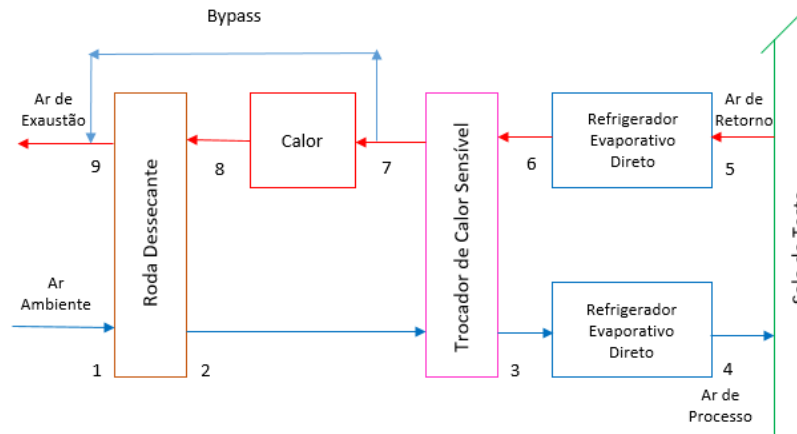 Bypass
Ar de
Exaustão
Roda Dessecante
Calor
Trocador de Calor Sensível
Refrigerador
Evaporativo
Direto
Ar de
Retorno
9
8
7
6
5
Ar
Ambiente
Refrigerador
Evaporativo
Direto
1
2
3
4
Ar de
Processo